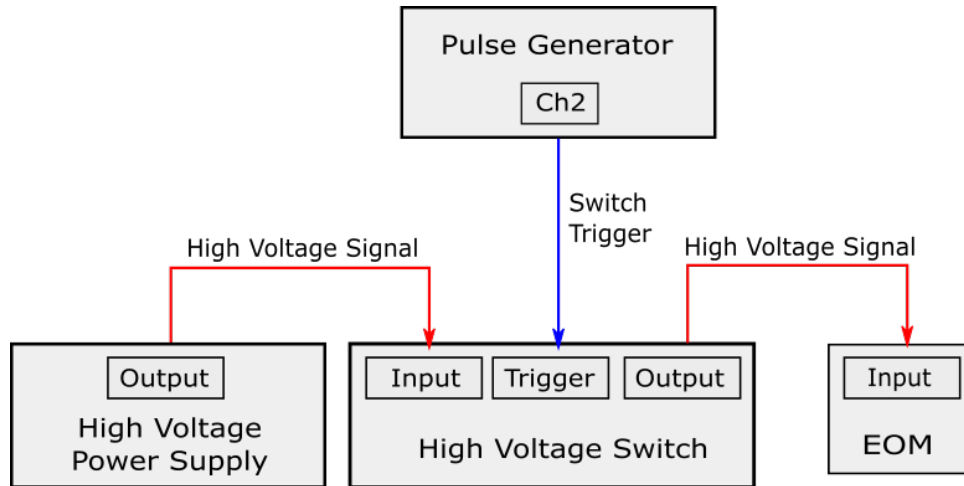 Pulse Generator
Ch2
Switch
Trigger
High Voltage Signal
High Voltage Signal
Output
High Voltage
Power Supply
Input
Trigger
Output
High Voltage Switch
Input
EOM